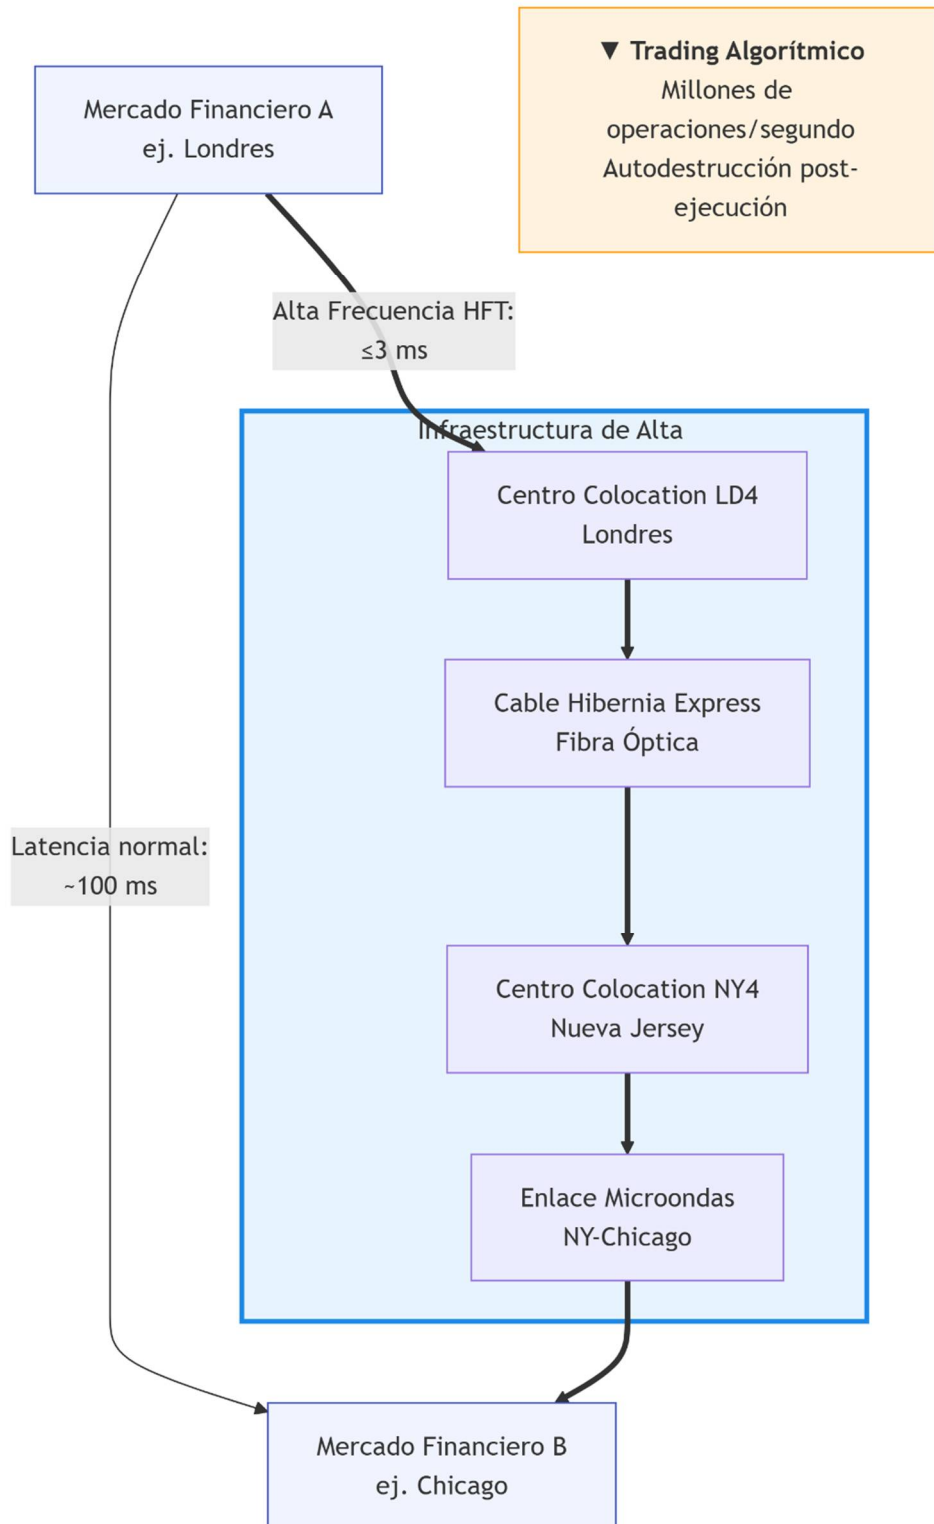 ▼ Trading Algorítmico
Millones de
operaciones/segundo
Autodestrucción post-
ejecución
Mercado Financiero A
ej. Londres
Alta Frecuencia HFT:
≤3 ms
Infraestructura de Alta
Centro Colocation LD4
Londres
Cable Hibernia Express
Fibra Óptica
Latencia normal:
~100 ms
Centro Colocation NY4
Nueva Jersey
Enlace Microondas
NY-Chicago
Mercado Financiero B
ej. Chicago